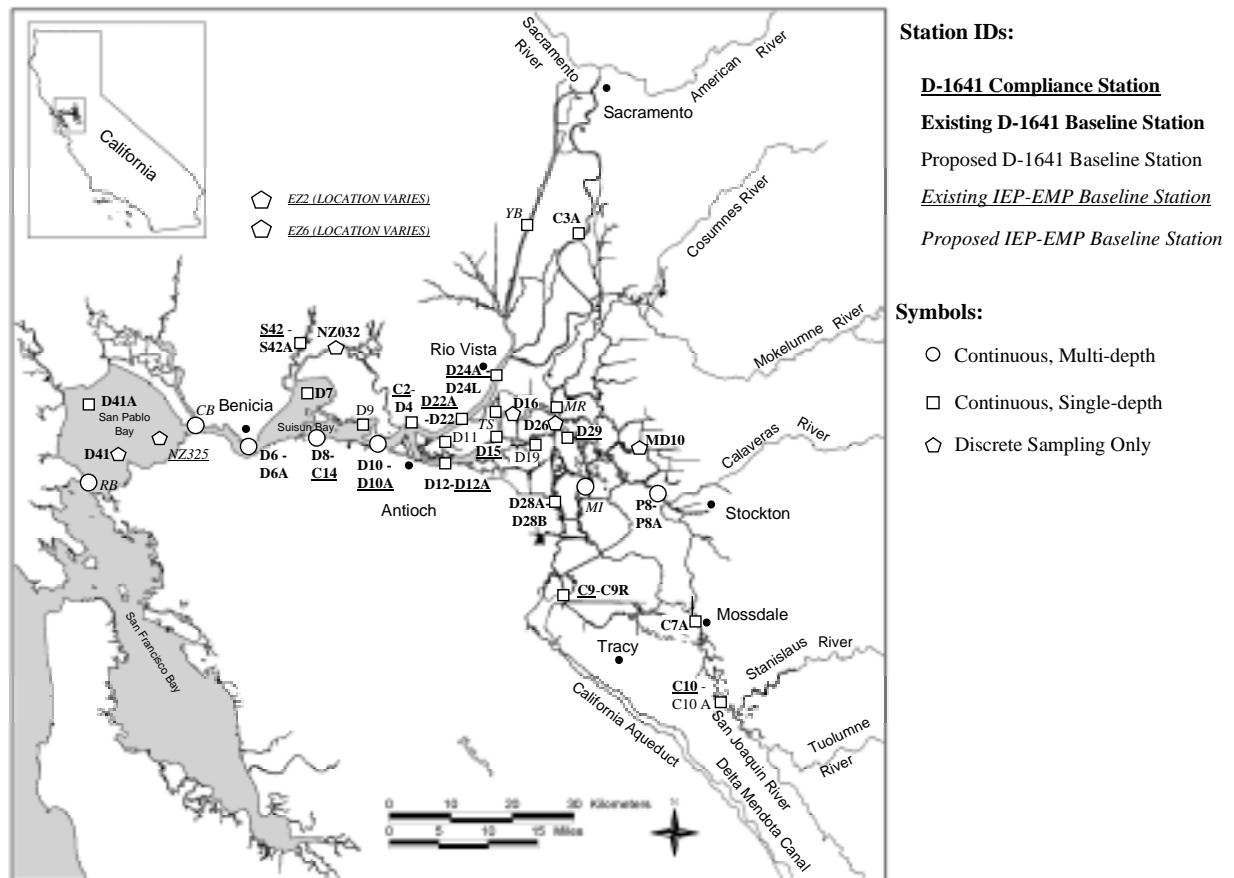 Station IDs:
D-1641 Compliance Station
Existing D-1641 Baseline Station
Proposed D-1641 Baseline Station
Existing IEP-EMP Baseline Station
Proposed IEP-EMP Baseline Station
Symbols:
Continuous, Multi-depth
Continuous, Single-depth
Discrete Sampling Only
California
Sacramento
River
American River
Sacramento
EZ2 (LOCATION VARIES)
EZ6 (LOCATION VARIES)
YB
C3A
Cosumnes River
Mokelumne River
S42 -
S42A
NZ032
Rio Vista
D24A -
D24L
D41A
San Pablo
Bay
CB
Benicia
D7
Suisun Bay
D9
C2-
D4
D22A
-D22
TS
D16
D26
MR
D29
MD10
Calaveras River
D41
NZ325
RB
D6 -
D6A
D8-
C14
D10 -
D10A
D11
D15
D19
D12-D12A
Antioch
D28A-
D28B
MI
P8-
P8A
Stockton
C9-C9R
C7A
Mossdale
Tracy
Stanislaus River
C10 -
C10 A
San Francisco Bay
California Aqueduct
San Joaquin River
Delta Mendota Canal
Tuolumne
River
0 10 20 30 Kilometers
0 5 10 15 Miles
N